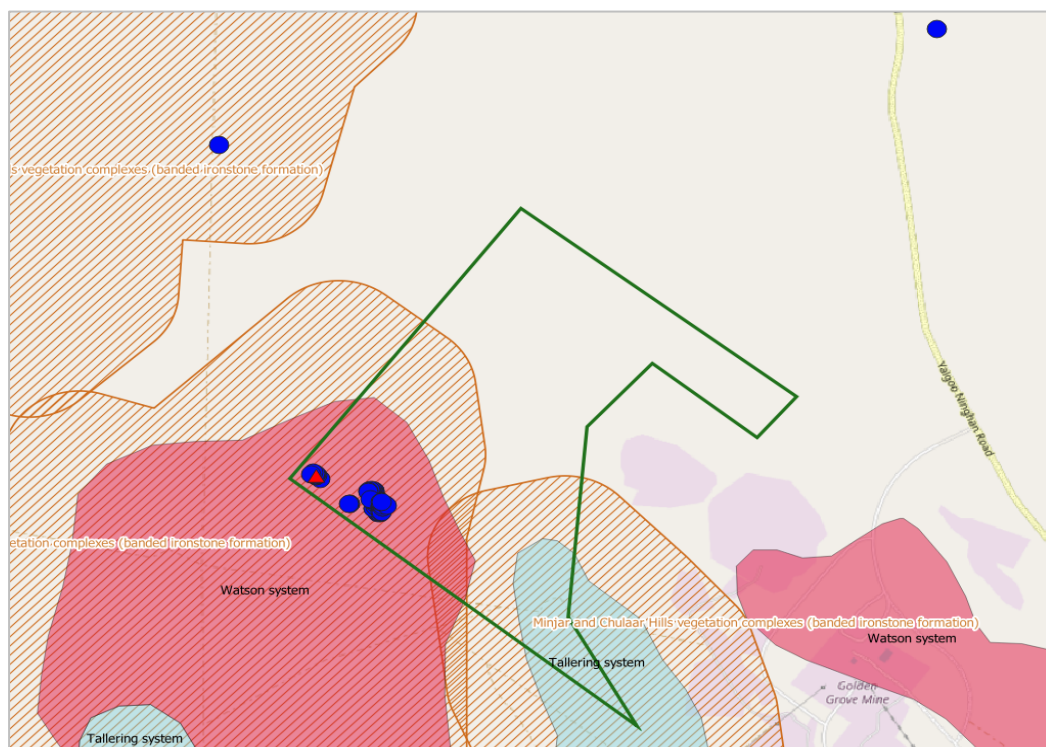 s vegetation complexes (banded ironstone formation)
Yalgoo Ninghan Road
etation complexes (banded ironstone formation)
Watson system
Minjar and Chulaar Hills vegetation complexes (banded ironstone formation)
Watson system
Tallering system
Golden
Grove Mine
Tallering system